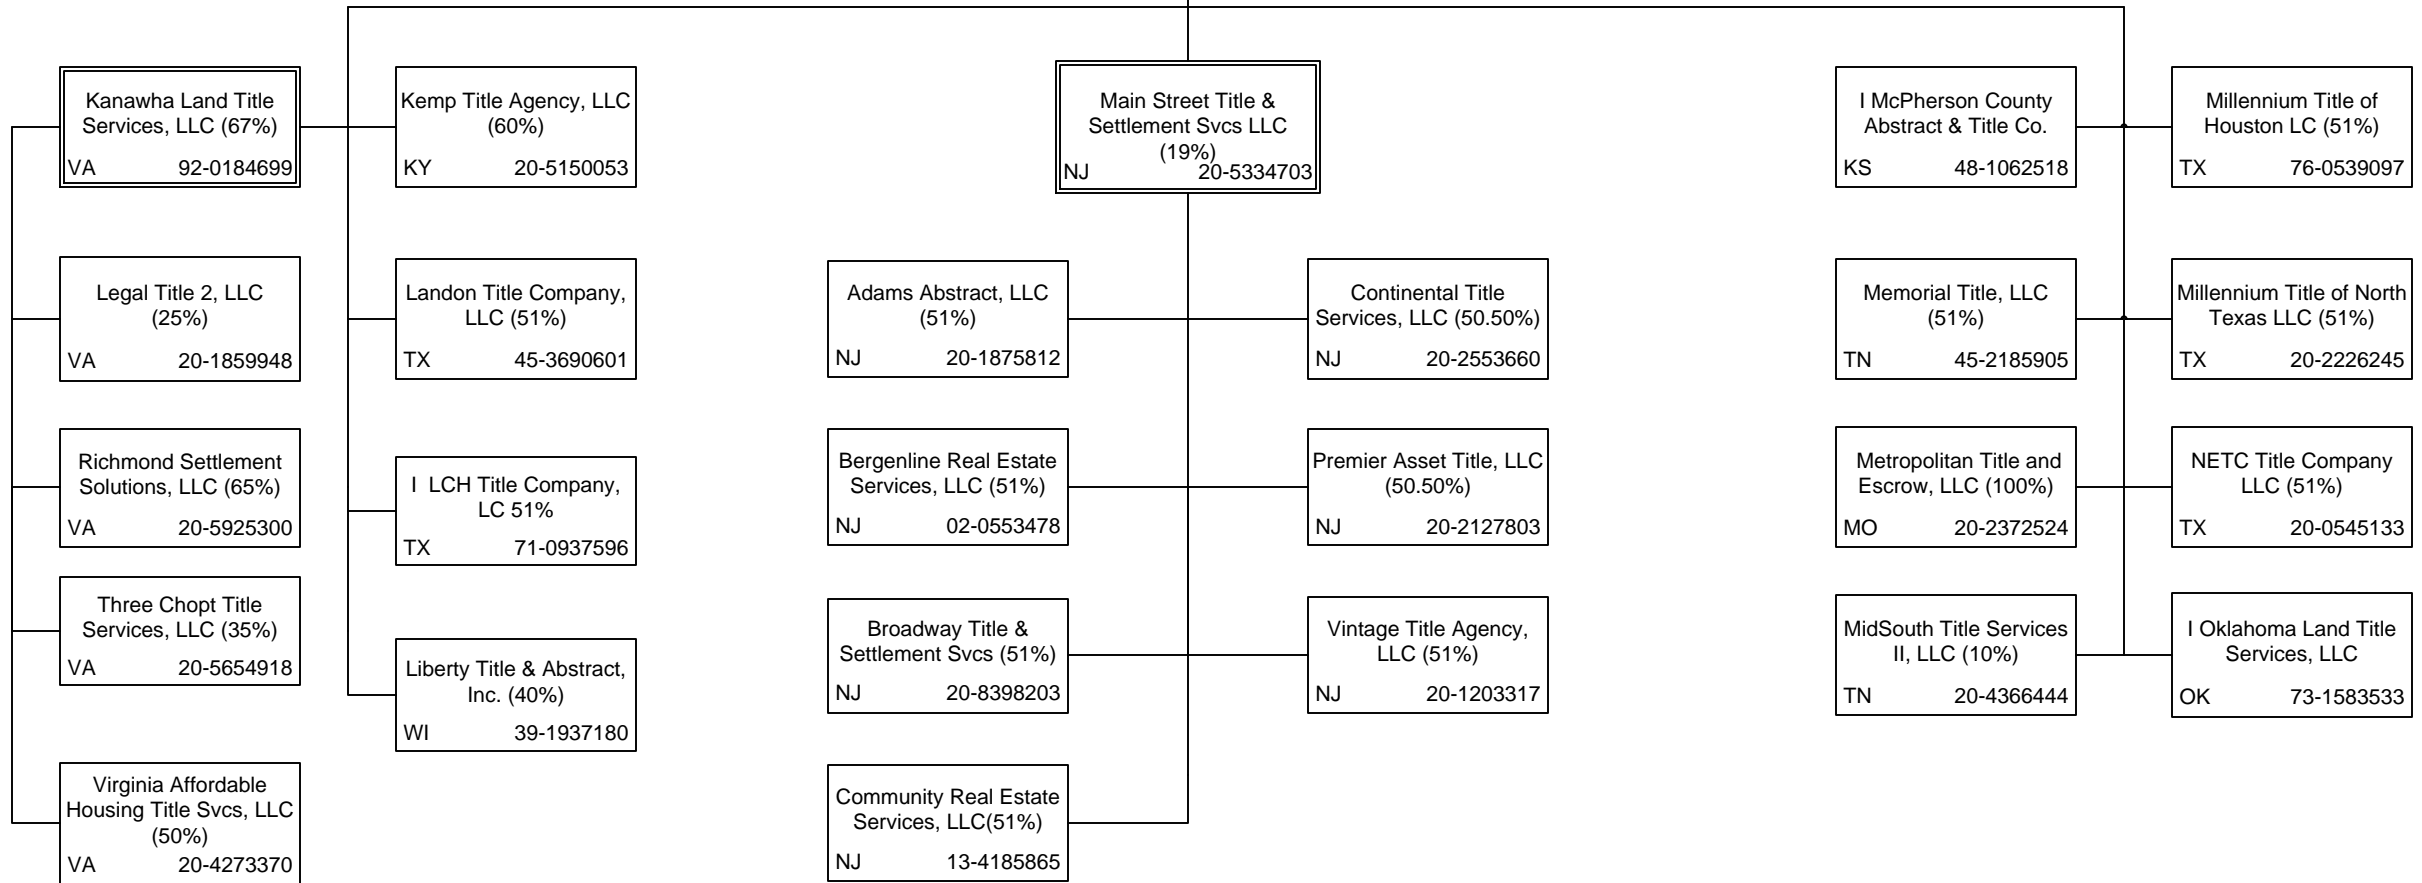 Kanawha Land Title
Services, LLC (67%)
VA 92-0184699
Legal Title 2, LLC
(25%)
VA 20-1859948
Richmond Settlement
Solutions, LLC (65%)
VA 20-5925300
Three Chopt Title
Services, LLC (35%)
VA 20-5654918
Virginia Affordable
Housing Title Svcs, LLC
(50%)
VA 20-4273370
Kemp Title Agency, LLC
(60%)
KY 20-5150053
Landon Title Company,
LLC (51%)
TX 45-3690601
I LCH Title Company,
LC 51%
TX 71-0937596
Liberty Title & Abstract,
Inc. (40%)
WI 39-1937180
Main Street Title &
Settlement Svcs LLC
(19%)
NJ 20-5334703
Adams Abstract, LLC
(51%)
NJ 20-1875812
Bergenline Real Estate
Services, LLC (51%)
NJ 02-0553478
Broadway Title &
Settlement Svcs (51%)
NJ 20-8398203
Community Real Estate
Services, LLC(51%)
NJ 13-4185865
Continental Title
Services, LLC (50.50%)
NJ 20-2553660
Premier Asset Title, LLC
(50.50%)
NJ 20-2127803
Vintage Title Agency,
LLC (51%)
NJ 20-1203317
I McPherson County
Abstract & Title Co.
KS 48-1062518
Memorial Title, LLC
(51%)
TN 45-2185905
Metropolitan Title and
Escrow, LLC (100%)
MO 20-2372524
MidSouth Title Services
II, LLC (10%)
TN 20-4366444
Millennium Title of
Houston LC (51%)
TX 76-0539097
Millennium Title of North
Texas LLC (51%)
TX 20-2226245
NETC Title Company
LLC (51%)
TX 20-0545133
I Oklahoma Land Title
Services, LLC
OK 73-1583533